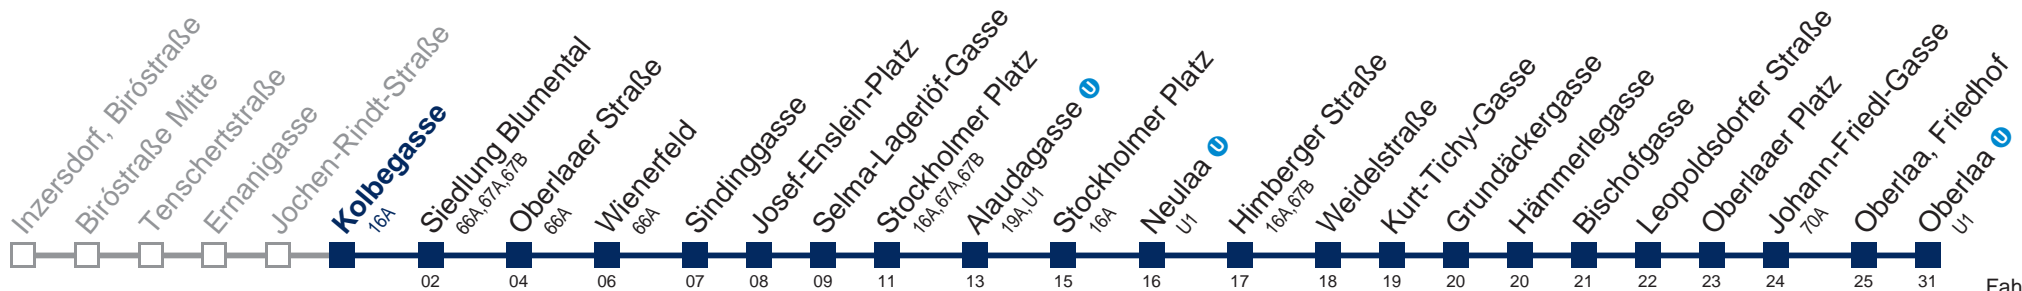 Inzersdorf, Biróstraße
Biróstraße Mitte
Tenschertstraße
Ernanigasse
Jochen-Rindt-Straße
Kolbegasse
16A
Siedlung Blumental
66A,67A,67B
Oberlaaer Straße
66A
Wienerfeld
66A
Sindinggasse
Josef-Enslein-Platz
Selma-Lagerlöf-Gasse
Stockholmer Platz
16A,67A,67B
Alaudagasse U
19A,U1
Stockholmer Platz
16A
Neulaa U
U1
Himberger Straße
16A,67B
Weidelstraße
Kurt-Tichy-Gasse
Grundäckergasse
Hämmerlegasse
Bischofgasse
Leopoldsdorfer Straße
Oberlaaer Platz
Johann-Friedl-Gasse
70A
Oberlaa, Friedhof
Oberlaa U
U1
02 04 06 07 08 09 11 13 15 16 17 18 19 20 20 21 22 23 24 25 31
Fah